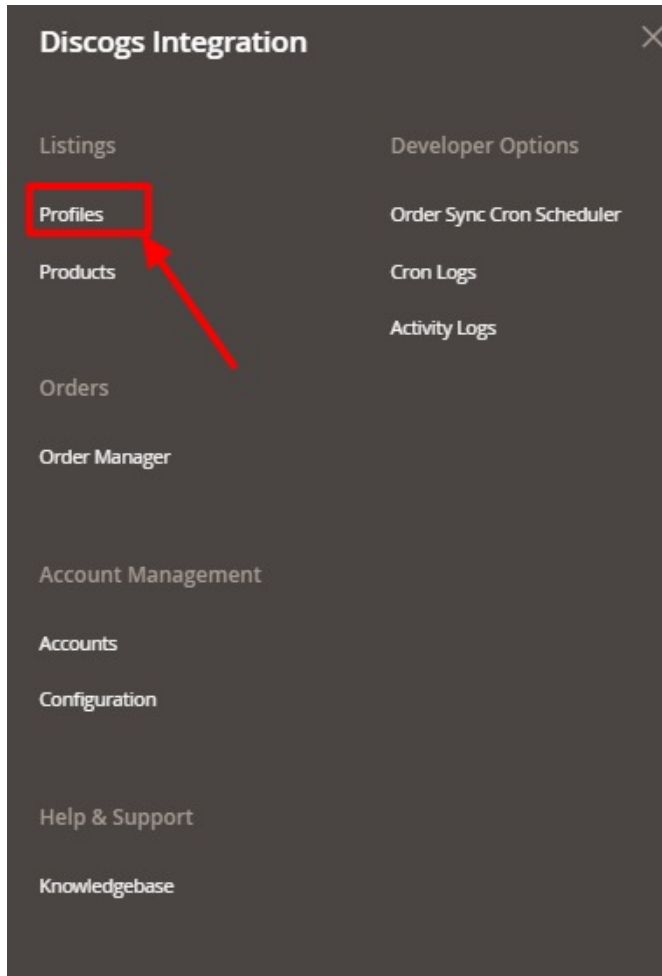 Discogs Integration
Listings
Profiles
Products
Orders
Order Manager
Account Management
Accounts
Configuration
Help & Support
Knowledgebase
Developer Options
Order Sync Cron Scheduler
Cron Logs
Activity Logs